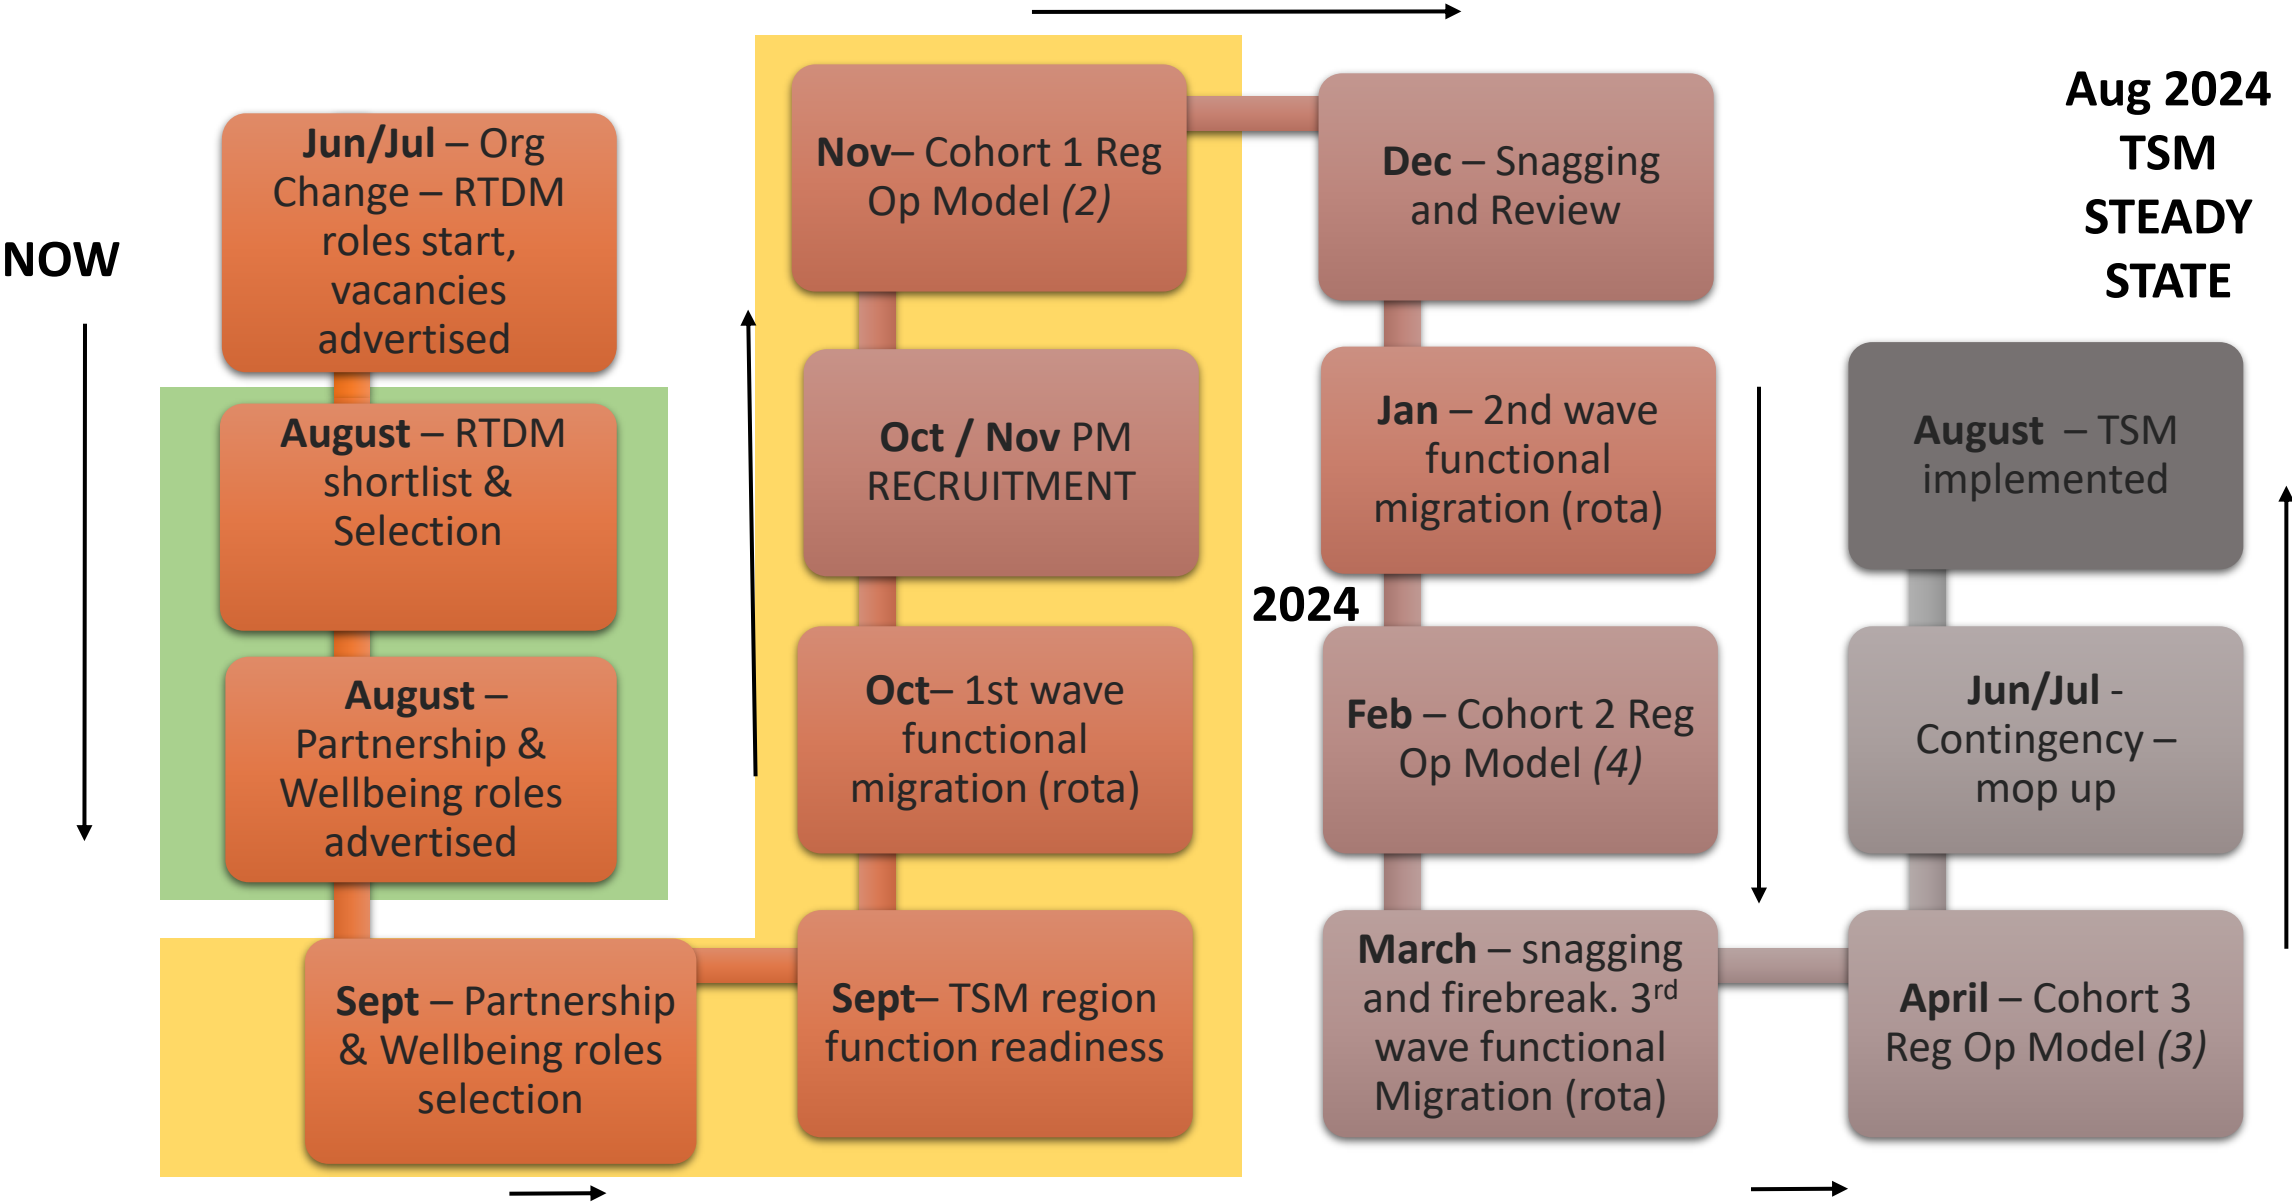 NOW
Jun/Jul – Org
Change – RTDM
roles start,
vacancies
advertised
August – RTDM
shortlist &
Selection
August –
Partnership &
Wellbeing roles
advertised
Sept – Partnership
& Wellbeing roles
selection
Sept– TSM region
function readiness
Oct– 1st wave
functional
migration (rota)
Oct / Nov PM
RECRUITMENT
Nov– Cohort 1 Reg
Op Model (2)
Dec – Snagging
and Review
2024
Jan – 2nd wave
functional
migration (rota)
Feb – Cohort 2 Reg
Op Model (4)
March – snagging
and firebreak. 3rd
wave functional
Migration (rota)
April – Cohort 3
Reg Op Model (3)
Jun/Jul -
Contingency –
mop up
August – TSM
implemented
Aug 2024
TSM
STEADY
STATE